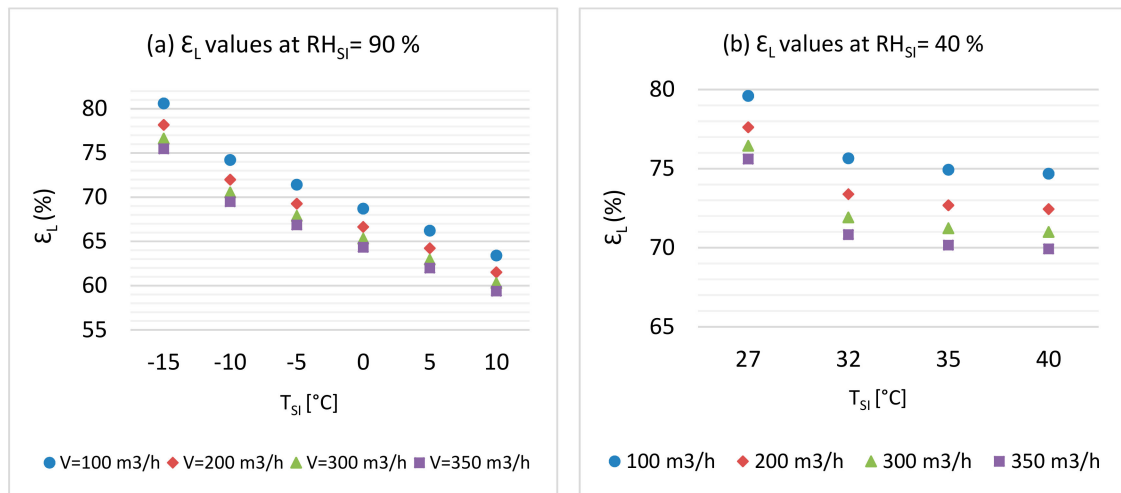 (a) ƐL values at RHSI= 90 %
80
75
70
65
60
55
ƐL (%)
-15 -10 -5 0 5 10
TSI [°C]
V=100 m3/h V=200 m3/h V=300 m3/h V=350 m3/h
(b) ƐL values at RHSI= 40 %
80
75
70
65
ƐL (%)
27 32 35 40
TSI [°C]
100 m3/h 200 m3/h 300 m3/h 350 m3/h